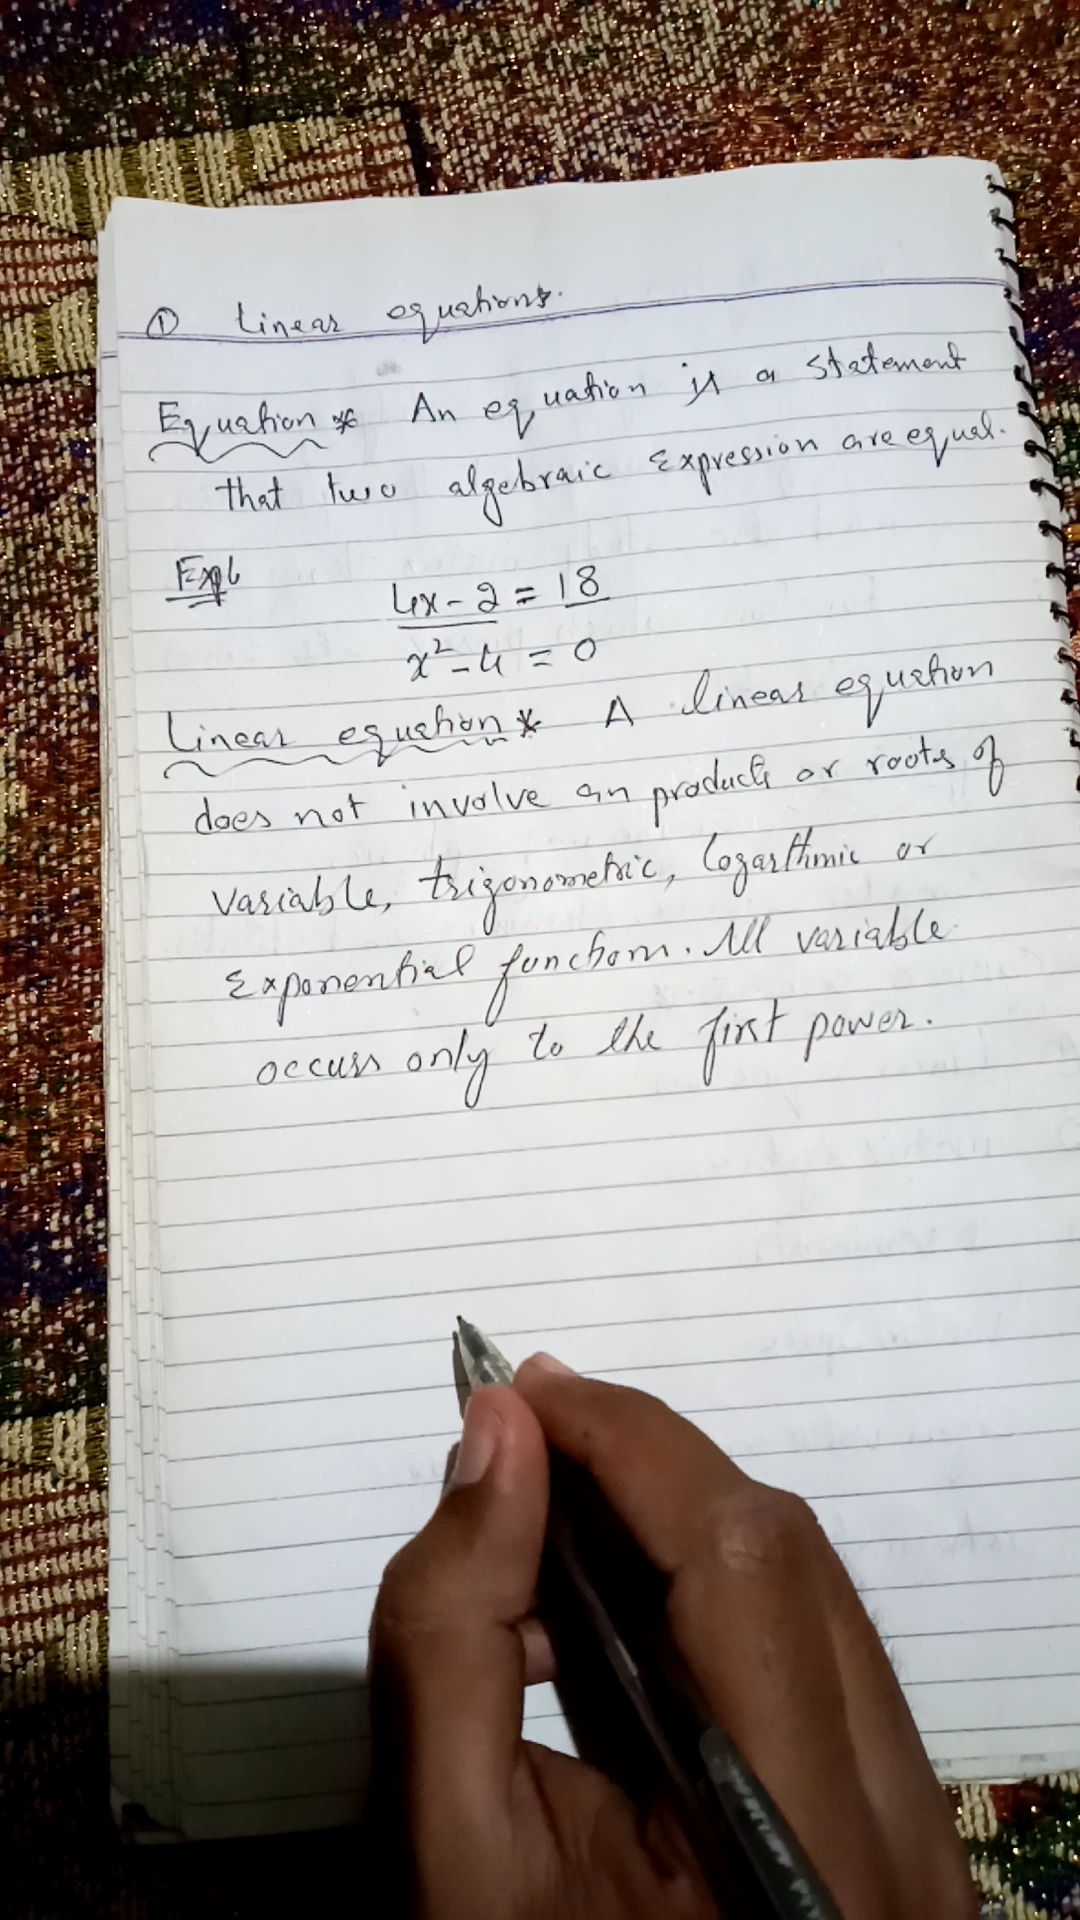 ① Linear equations.
Equation * An equation is a statement
that two algebraic Expression are equal.
Expl
4x - 2 = 18
x² - 4 = 0
Linear equation * A linear equation
does not involve an products or roots of
variable, trigonometric, logarthmic or
Exponential function. All variable
occurs only to the first power.